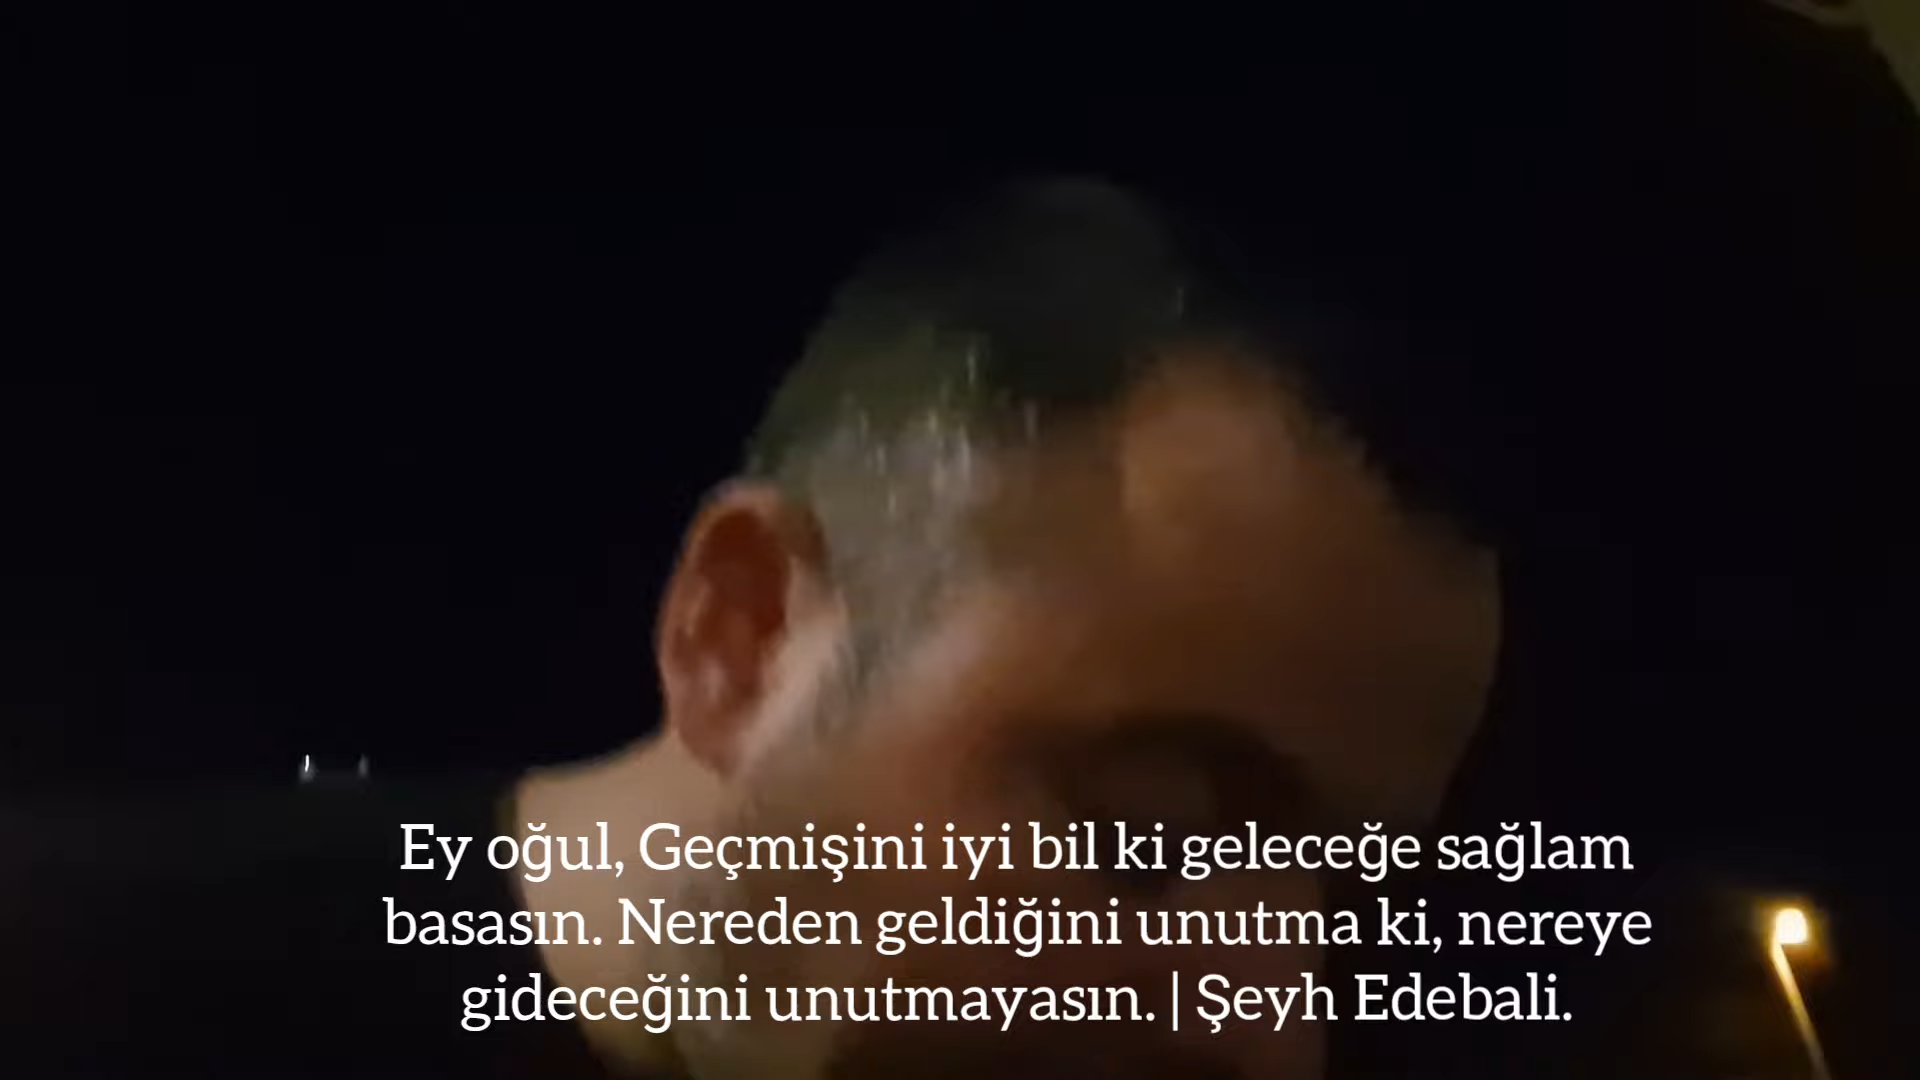 Ey oğul, Geçmişini iyi bil ki geleceğe sağlam
basasın. Nereden geldiğini unutma ki, nereye
gideceğini unutmayasın. | Şeyh Edebali.